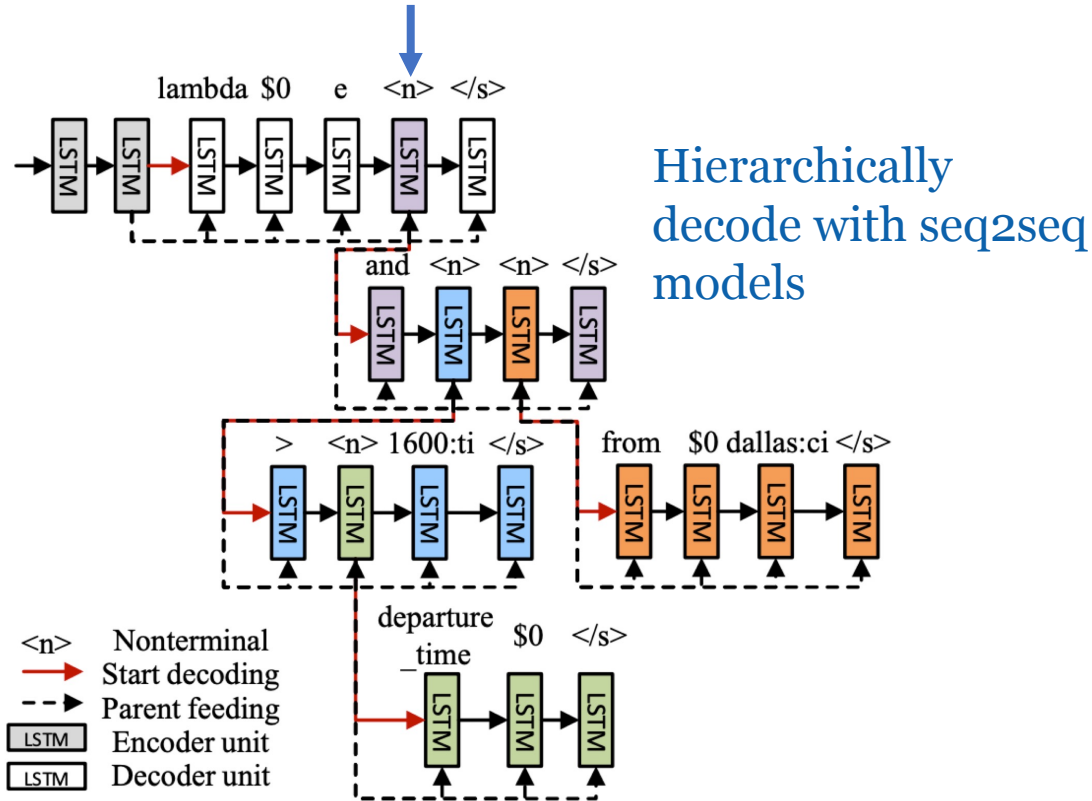 lambda $0 e <n> </s>
LSTM LSTM LSTM LSTM LSTM LSTM LSTM
Hierarchically
decode with seq2seq
models
and <n> <n> </s>
LSTM LSTM LSTM LSTM
> <n> 1600:ti </s>
LSTM LSTM LSTM LSTM
from $0 dallas:ci </s>
LSTM LSTM LSTM LSTM
departure
_time $0 </s>
LSTM LSTM LSTM
<n> Nonterminal
Start decoding
Parent feeding
LSTM Encoder unit
LSTM Decoder unit